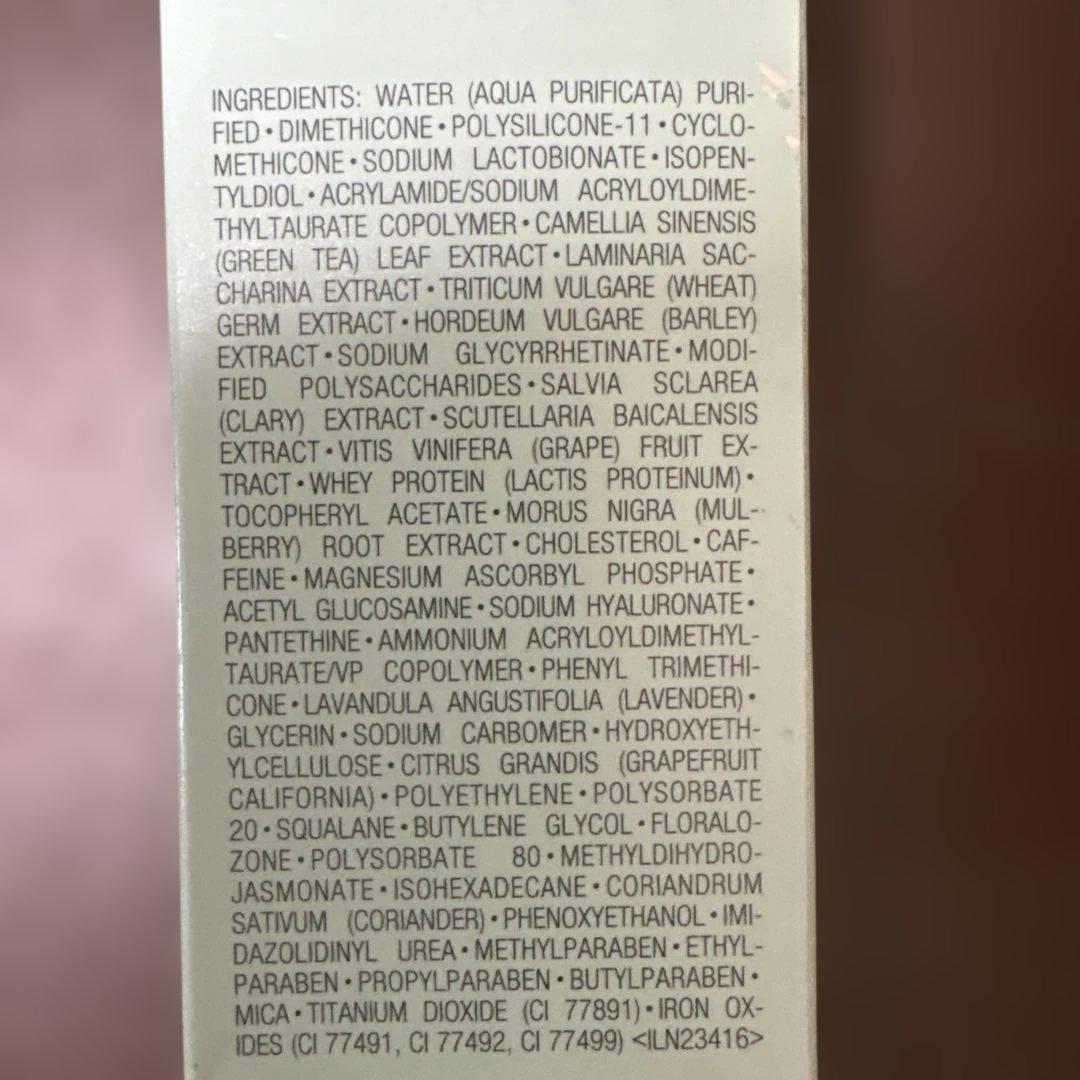 INGREDIENTS: WATER (AQUA PURIFICATA) PURI-
FIED • DIMETHICONE • POLYSILICONE-11 • CYCLO-
METHICONE • SODIUM LACTOBIONATE • ISOPEN-
TYLDIOL • ACRYLAMIDE/SODIUM ACRYLOYLDIME-
THYLTAURATE COPOLYMER • CAMELLIA SINENSIS
(GREEN TEA) LEAF EXTRACT • LAMINARIA SAC-
CHARINA EXTRACT • TRITICUM VULGARE (WHEAT)
GERM EXTRACT • HORDEUM VULGARE (BARLEY)
EXTRACT • SODIUM GLYCYRRHETINATE • MODI-
FIED POLYSACCHARIDES • SALVIA SCLAREA
(CLARY) EXTRACT • SCUTELLARIA BAICALENSIS
EXTRACT • VITIS VINIFERA (GRAPE) FRUIT EX-
TRACT • WHEY PROTEIN (LACTIS PROTEINUM) •
TOCOPHERYL ACETATE • MORUS NIGRA (MUL-
BERRY) ROOT EXTRACT • CHOLESTEROL • CAF-
FEINE • MAGNESIUM ASCORBYL PHOSPHATE •
ACETYL GLUCOSAMINE • SODIUM HYALURONATE •
PANTETHINE • AMMONIUM ACRYLOYLDIMETHYL-
TAURATE/VP COPOLYMER • PHENYL TRIMETHI-
CONE • LAVANDULA ANGUSTIFOLIA (LAVENDER) •
GLYCERIN • SODIUM CARBOMER • HYDROXYETH-
YLCELLULOSE • CITRUS GRANDIS (GRAPEFRUIT
CALIFORNIA) • POLYETHYLENE • POLYSORBATE
20 • SQUALANE • BUTYLENE GLYCOL • FLORALO-
ZONE • POLYSORBATE 80 • METHYLDIHYDRO-
JASMONATE • ISOHEXADECANE • CORIANDRUM
SATIVUM (CORIANDER) • PHENOXYETHANOL • IMI-
DAZOLIDINYL UREA • METHYLPARABEN • ETHYL-
PARABEN • PROPYLPARABEN • BUTYLPARABEN •
MICA • TITANIUM DIOXIDE (CI 77891) • IRON OX-
IDES (CI 77491, CI 77492, CI 77499) <ILN23416>